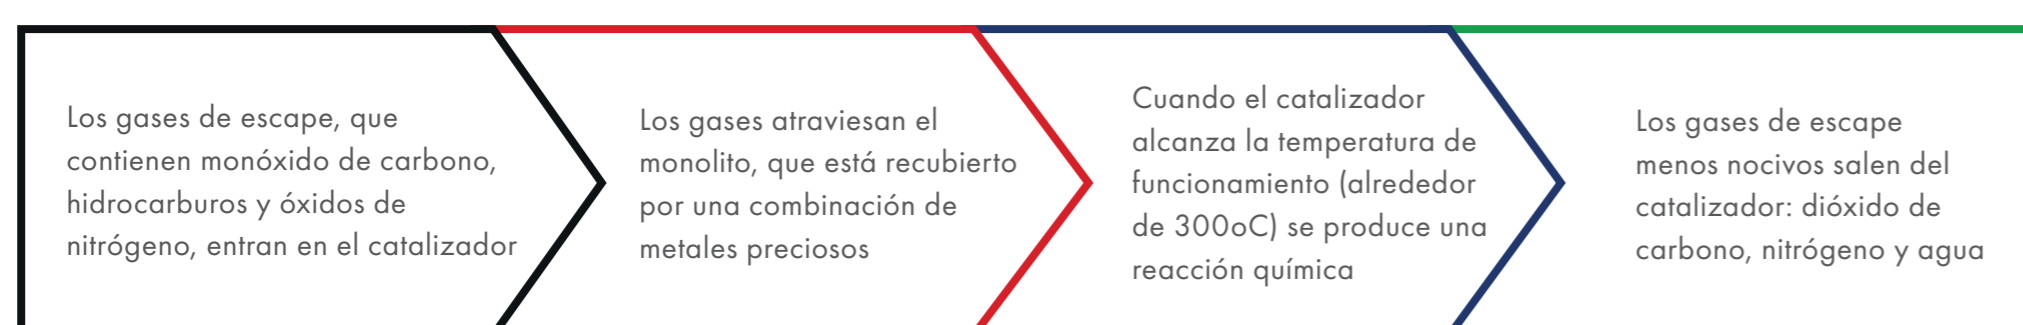 Los gases de escape, que
contienen monóxido de carbono,
hidrocarburos y óxidos de
nitrógeno, entran en el catalizador
Los gases atraviesan el
monolito, que está recubierto
por una combinación de
metales preciosos
Cuando el catalizador
alcanza la temperatura de
funcionamiento (alrededor
de 300oC) se produce una
reacción química
Los gases de escape
menos nocivos salen del
catalizador: dióxido de
carbono, nitrógeno y agua